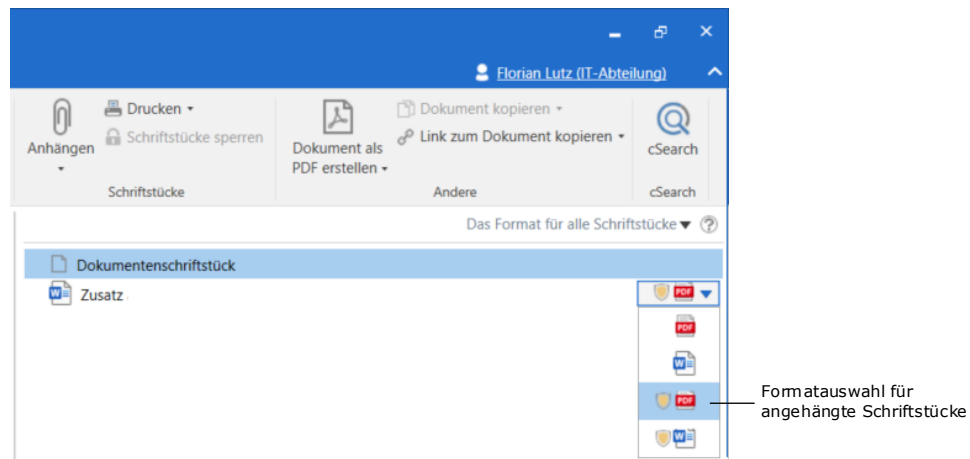 Florian Lutz (IT-Abteilung)
Anhängen
Drucken
Schriftstücke sperren
Schriftstücke
Dokument als
PDF erstellen
Dokument kopieren
Link zum Dokument kopieren
Andere
cSearch
cSearch
Das Format für alle Schriftstücke
Dokumentenschriftstück
Zusatz
PDF
PDF
PDF
Formatauswahl für
angehängte Schriftstücke